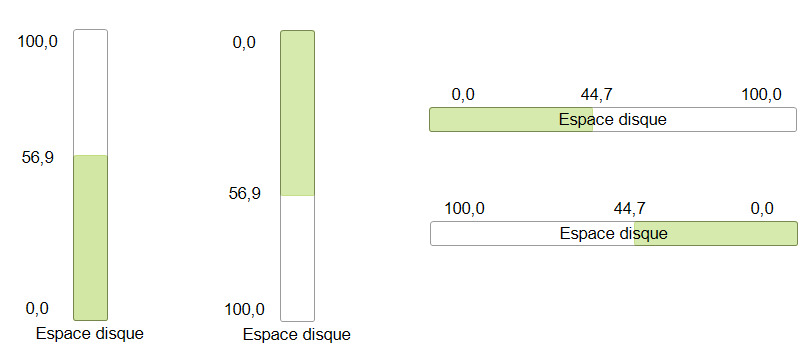 100,0
56,9
0,0
Espace disque
0,0
56,9
100,0
Espace disque
0,0 44,7 100,0
Espace disque
100,0 44,7 0,0
Espace disque